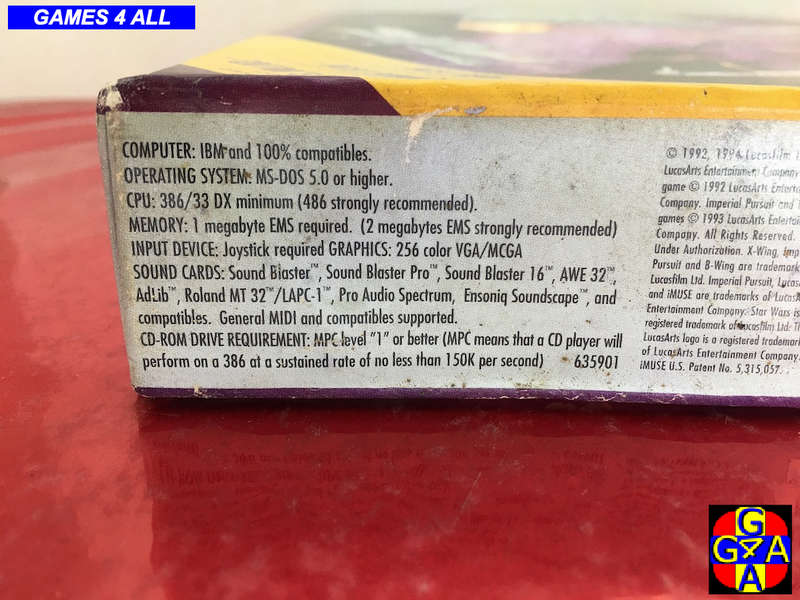 GAMES 4 ALL
COMPUTER: IBM and 100% compatibles.
OPERATING SYSTEM: MS-DOS 5.0 or higher.
CPU: 386/33 DX minimum (486 strongly recommended).
MEMORY: 1 megabyte EMS required. (2 megabytes EMS strongly recommended)
INPUT DEVICE: Joystick required GRAPHICS: 256 color VGA/MCGA
SOUND CARDS: Sound Blaster™, Sound Blaster Pro™, Sound Blaster 16™, AWE 32™,
AdLib™, Roland MT 32™/LAPC-1™, Pro Audio Spectrum, Ensoniq Soundscape™, and
compatibles. General MIDI and compatibles supported.
CD-ROM DRIVE REQUIREMENT: MPC level "1" or better (MPC means that a CD player will
perform on a 386 at a sustained rate of no less than 150K per second) 635901
© 1992, 1994 Lucasfilm
LucasArts Entertainment Company
game © 1992 LucasArts
Company. Imperial Pursuit and
games © 1993 LucasArts
Company. All Rights Reserved.
Under Authorization. X-Wing,
Pursuit and B-Wing are
Lucasfilm Ltd. Imperial Pursuit,
and iMUSE are trademarks of
Entertainment Company. Star Wars is
registered trademark of Lucasfilm Ltd.
LucasArts logo is a registered
of LucasArts Entertainment Company.
iMUSE U.S. Patent No. 5,315,057.
G
G4A
A